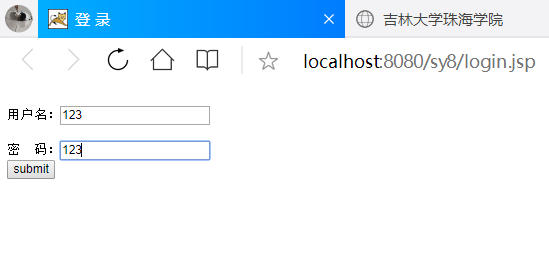 登 录
吉林大学珠海学院
localhost:8080/sy8/login.jsp
用户名：123
密　码：123
submit